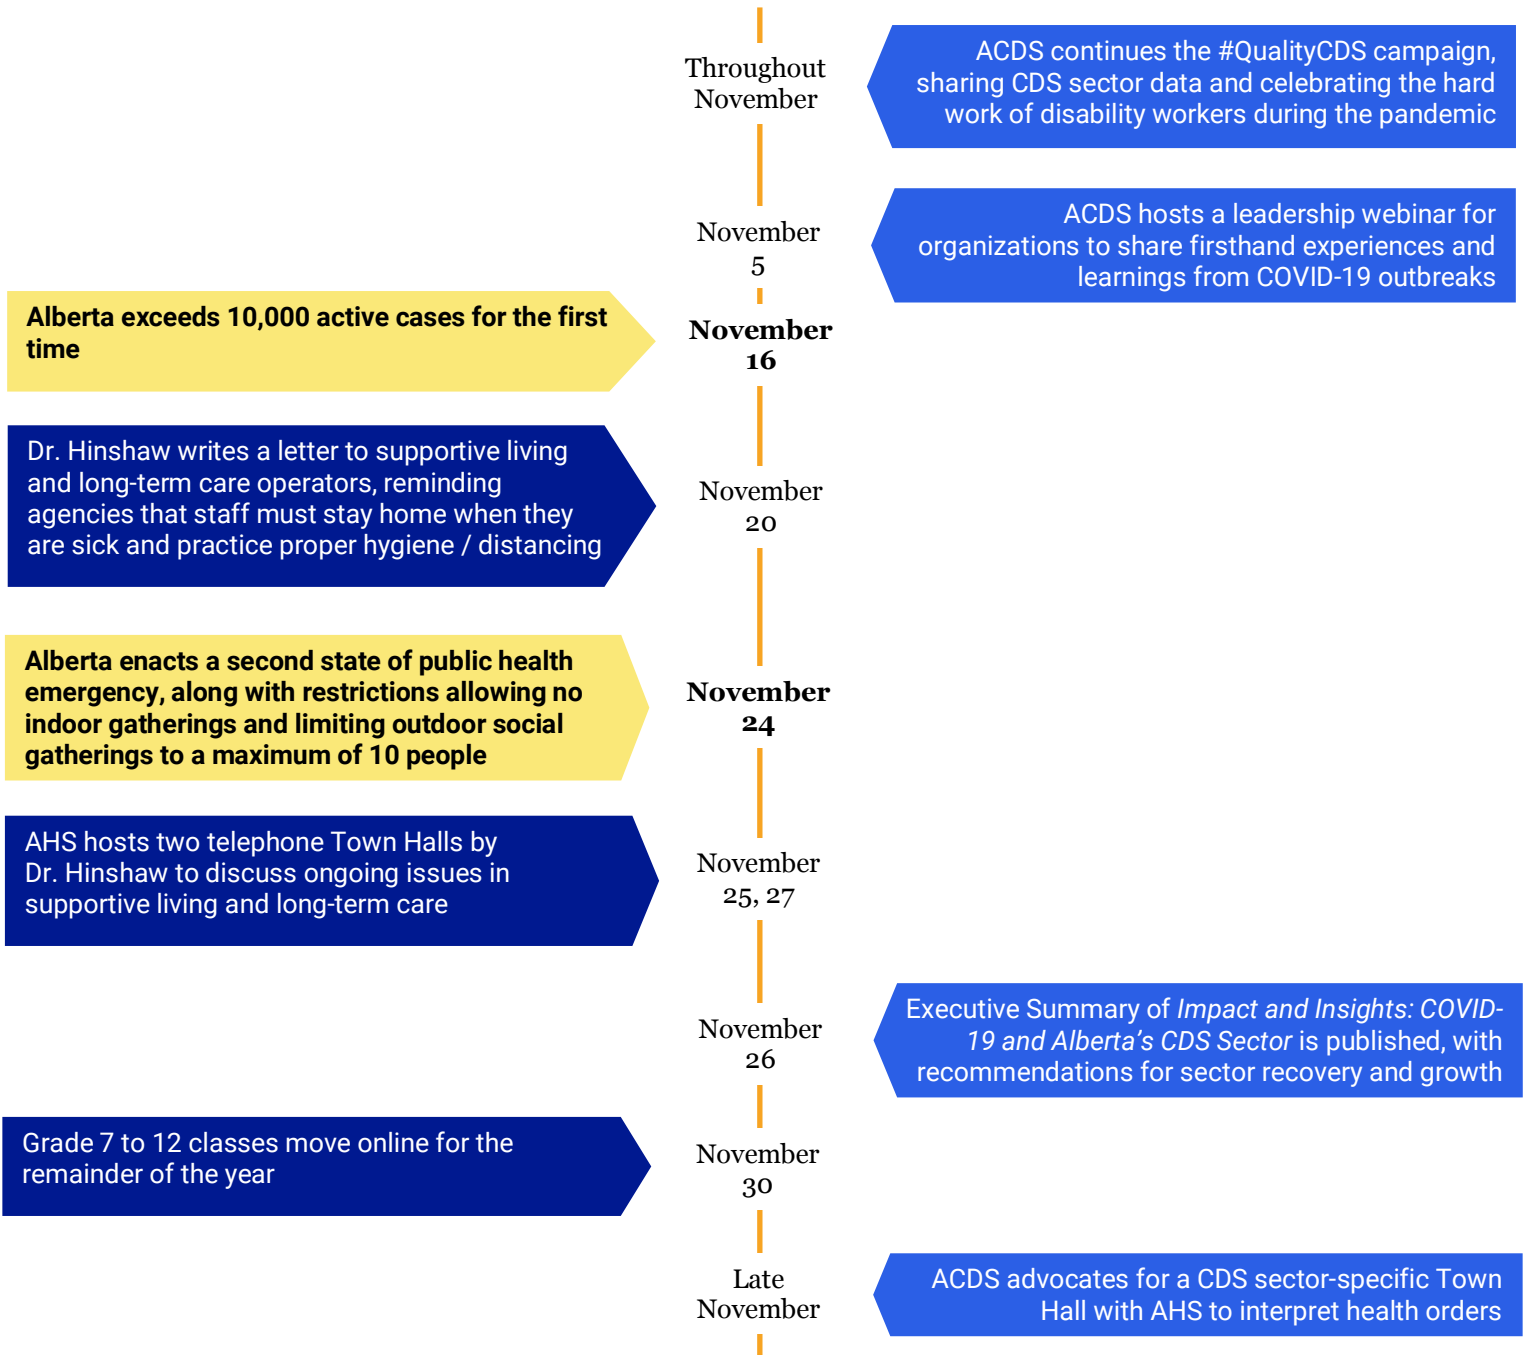 Throughout
November
ACDS continues the #QualityCDS campaign,
sharing CDS sector data and celebrating the hard
work of disability workers during the pandemic
November
5
ACDS hosts a leadership webinar for
organizations to share firsthand experiences and
learnings from COVID-19 outbreaks
Alberta exceeds 10,000 active cases for the first
time
November
16
Dr. Hinshaw writes a letter to supportive living
and long-term care operators, reminding
agencies that staff must stay home when they
are sick and practice proper hygiene / distancing
November
20
Alberta enacts a second state of public health
emergency, along with restrictions allowing no
indoor gatherings and limiting outdoor social
gatherings to a maximum of 10 people
November
24
AHS hosts two telephone Town Halls by
Dr. Hinshaw to discuss ongoing issues in
supportive living and long-term care
November
25, 27
November
26
Executive Summary of Impact and Insights: COVID-
19 and Alberta’s CDS Sector is published, with
recommendations for sector recovery and growth
Grade 7 to 12 classes move online for the
remainder of the year
November
30
Late
November
ACDS advocates for a CDS sector-specific Town
Hall with AHS to interpret health orders